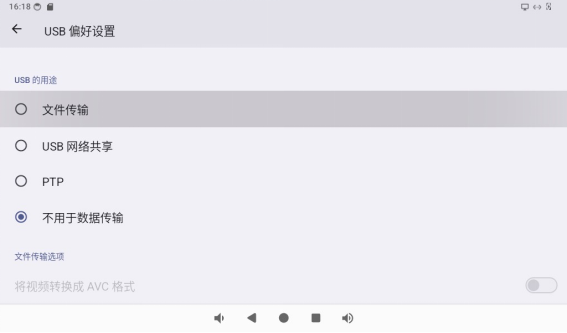 16:18
USB 偏好设置
USB 的用途
文件传输
USB 网络共享
PTP
不用于数据传输
文件传输选项
将视频转换成 AVC 格式